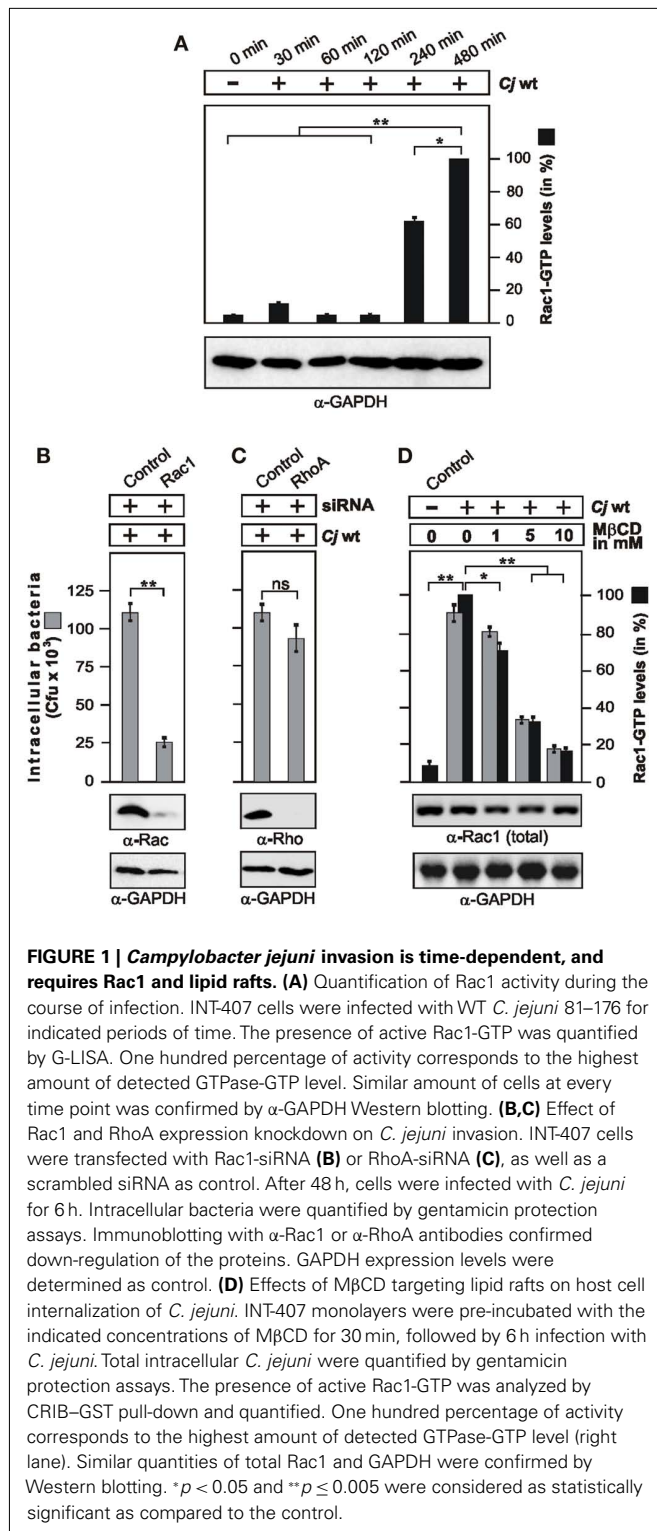 A
0 min 30 min 60 min 120 min 240 min 480 min
− + + + + + Cj wt
**
*
100
80
60
40
20
0
Rac1-GTP levels (in %)
α-GAPDH
B
Control Rac1
C
Control RhoA
+ + + + siRNA
+ + + + Cj wt
Intracellular bacteria
(Cfu x 10³)
125
100
75
50
25
0
**
ns
α-Rac
α-GAPDH
α-Rho
α-GAPDH
D
Control
− + + + + Cj wt
0 0 1 5 10 MβCD in mM
** * **
100
80
60
40
20
0
Rac1-GTP levels (in %)
α-Rac1 (total)
α-GAPDH
FIGURE 1 | Campylobacter jejuni invasion is time-dependent, and
requires Rac1 and lipid rafts. (A) Quantification of Rac1 activity during the
course of infection. INT-407 cells were infected with WT C. jejuni 81–176 for
indicated periods of time. The presence of active Rac1-GTP was quantified
by G-LISA. One hundred percentage of activity corresponds to the highest
amount of detected GTPase-GTP level. Similar amount of cells at every
time point was confirmed by α-GAPDH Western blotting. (B,C) Effect of
Rac1 and RhoA expression knockdown on C. jejuni invasion. INT-407 cells
were transfected with Rac1-siRNA (B) or RhoA-siRNA (C), as well as a
scrambled siRNA as control. After 48 h, cells were infected with C. jejuni
for 6 h. Intracellular bacteria were quantified by gentamicin protection
assays. Immunoblotting with α-Rac1 or α-RhoA antibodies confirmed
down-regulation of the proteins. GAPDH expression levels were
determined as control. (D) Effects of MβCD targeting lipid rafts on host cell
internalization of C. jejuni. INT-407 monolayers were pre-incubated with the
indicated concentrations of MβCD for 30 min, followed by 6 h infection with
C. jejuni. Total intracellular C. jejuni were quantified by gentamicin
protection assays. The presence of active Rac1-GTP was analyzed by
CRIB–GST pull-down and quantified. One hundred percentage of activity
corresponds to the highest amount of detected GTPase-GTP level (right
lane). Similar quantities of total Rac1 and GAPDH were confirmed by
Western blotting. *p < 0.05 and **p ≤ 0.005 were considered as statistically
significant as compared to the control.